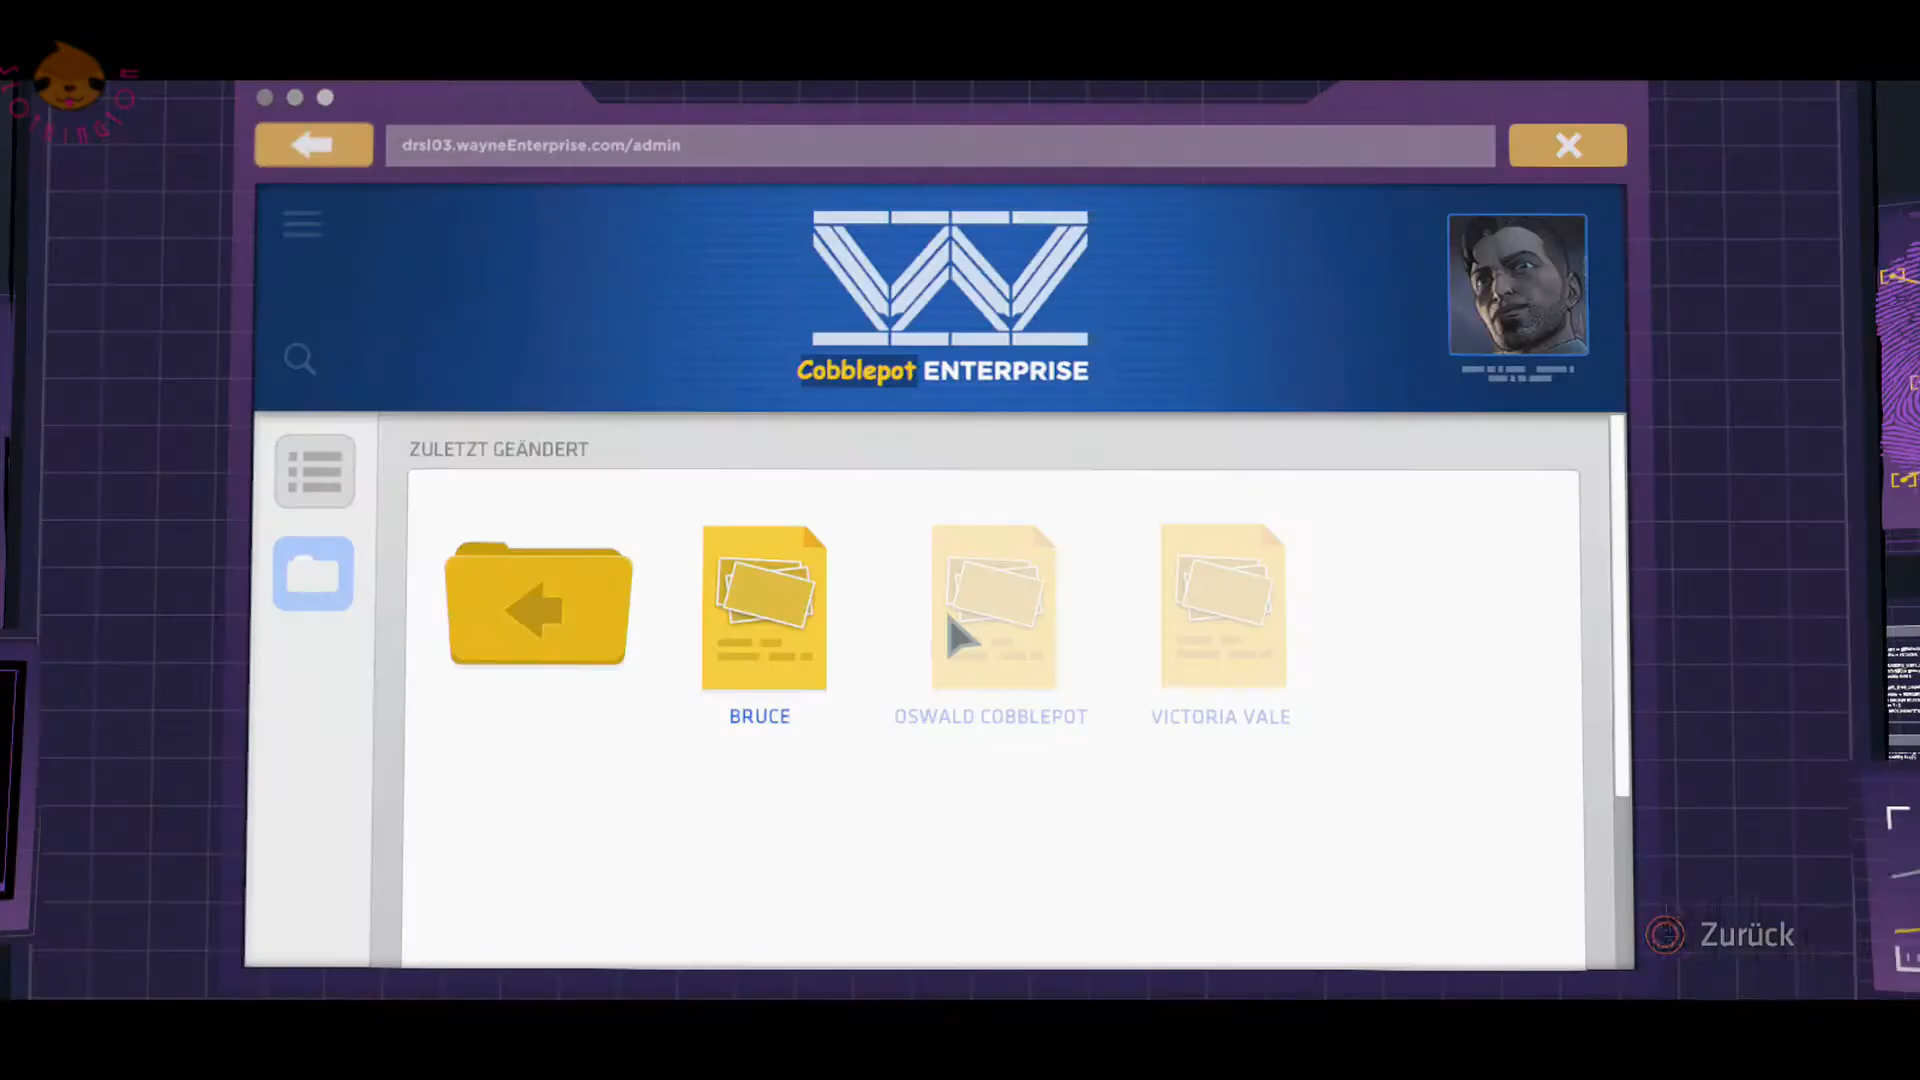 drsl03.wayneEnterprise.com/admin
Cobblepot ENTERPRISE
ZULETZT GEÄNDERT
BRUCE
OSWALD COBBLEPOT
VICTORIA VALE
Zurück